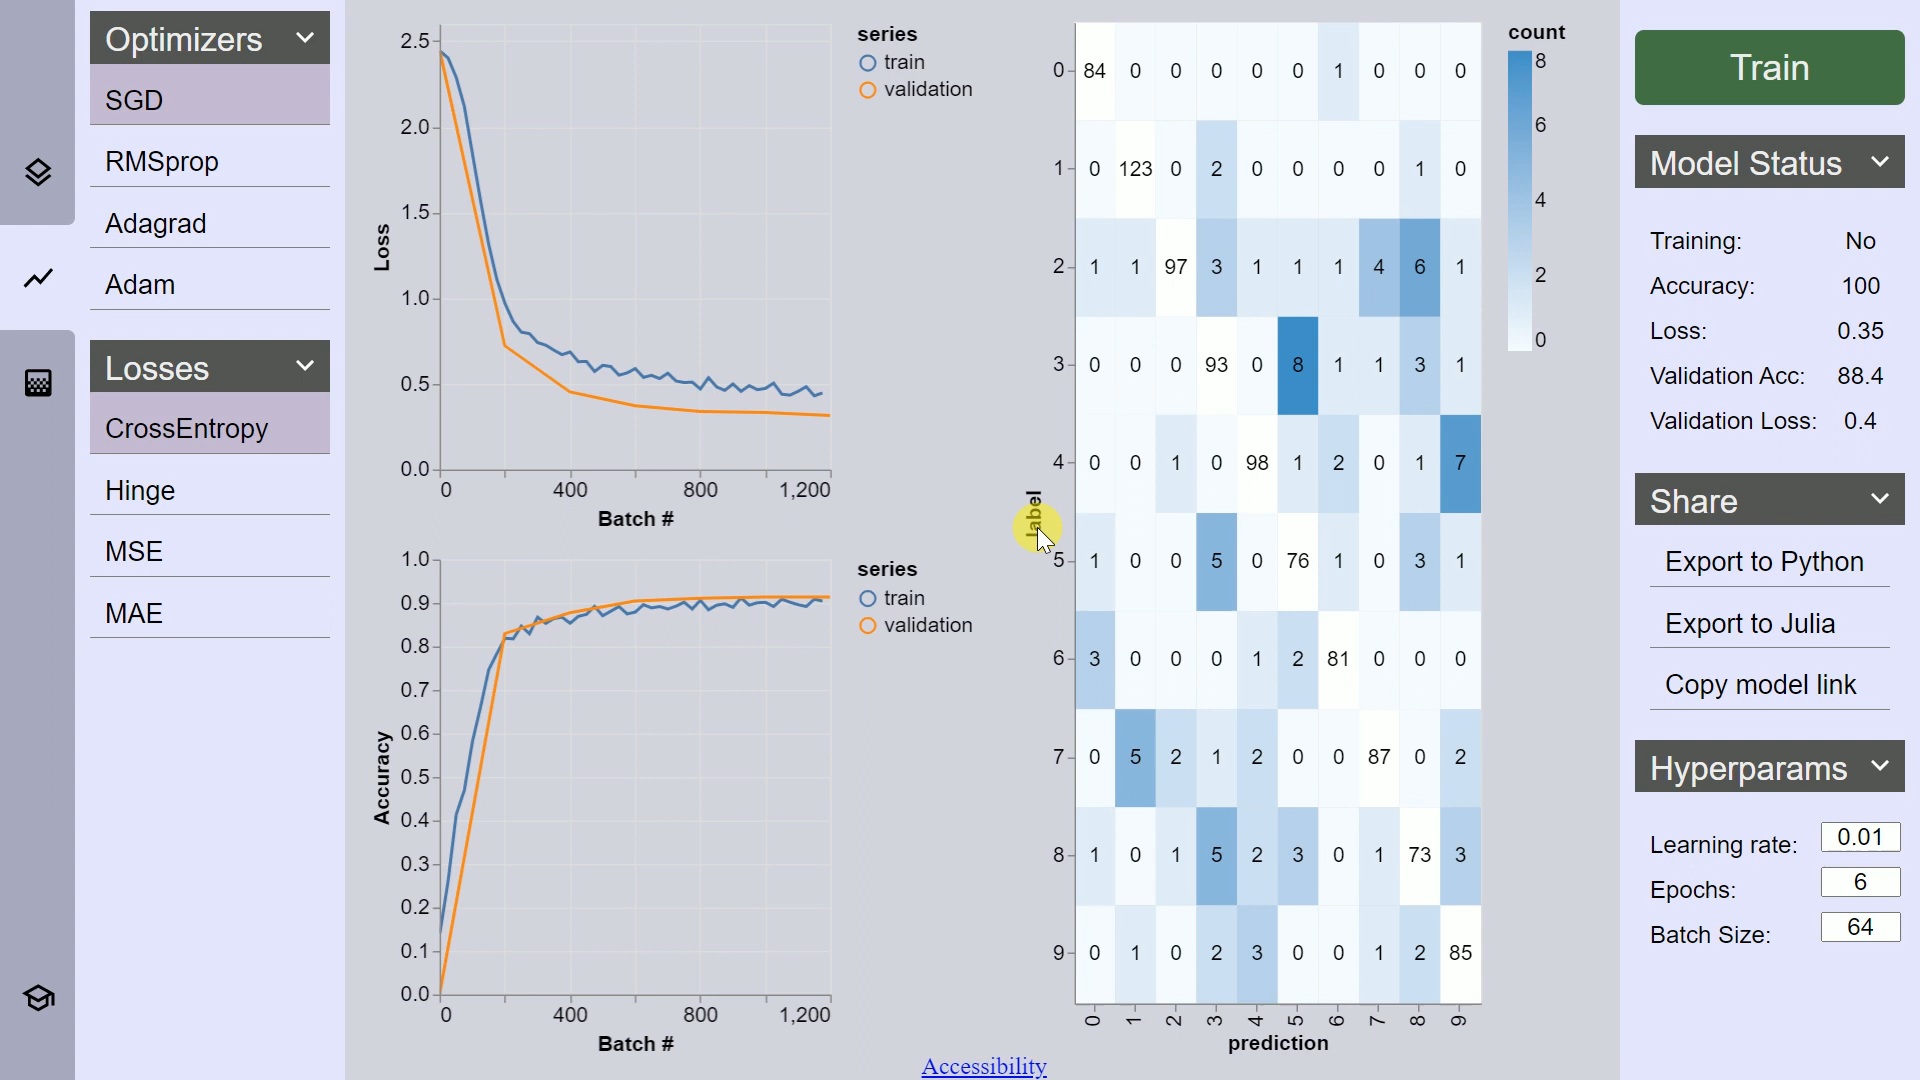 Optimizers
SGD
RMSprop
Adagrad
Adam
Losses
CrossEntropy
Hinge
MSE
MAE
2.5
2.0
1.5
1.0
0.5
0.0
Loss
0 400 800 1,200
Batch #
series
train
validation
1.0
0.9
0.8
0.7
0.6
0.5
0.4
0.3
0.2
0.1
0.0
Accuracy
0 400 800 1,200
Batch #
series
train
validation
label
0 84 0 0 0 0 0 1 0 0 0
1 0 123 0 2 0 0 0 0 1 0
2 1 1 97 3 1 1 1 4 6 1
3 0 0 0 93 0 8 1 1 3 1
4 0 0 1 0 98 1 2 0 1 7
5 1 0 0 5 0 76 1 0 3 1
6 3 0 0 0 1 2 81 0 0 0
7 0 5 2 1 2 0 0 87 0 2
8 1 0 1 5 2 3 0 1 73 3
9 0 1 0 2 3 0 0 1 2 85
0 1 2 3 4 5 6 7 8 9
prediction
count
8
6
4
2
0
Accessibility
Train
Model Status
Training: No
Accuracy: 100
Loss: 0.35
Validation Acc: 88.4
Validation Loss: 0.4
Share
Export to Python
Export to Julia
Copy model link
Hyperparams
Learning rate: 0.01
Epochs: 6
Batch Size: 64